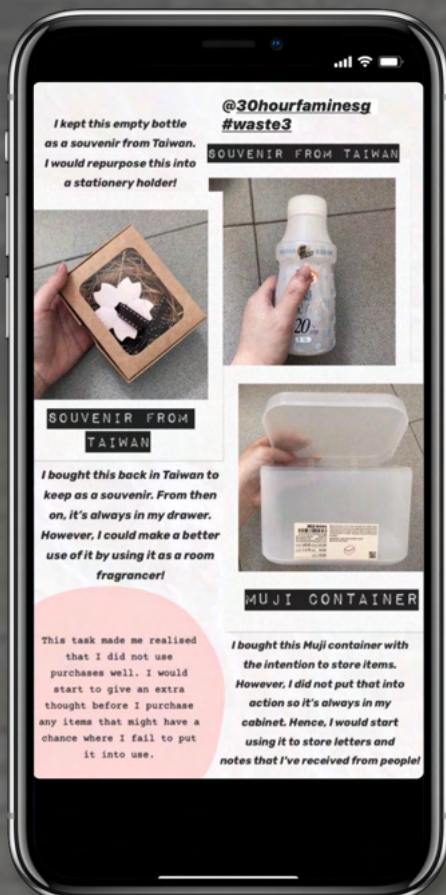 I kept this empty bottle
as a souvenir from Taiwan.
I would repurpose this into
a stationery holder!
@30hourfaminesg
#waste3
SOUVENIR FROM TAIWAN
20
SOUVENIR FROM
TAIWAN
I bought this back in Taiwan to
keep as a souvenir. From then
on, it's always in my drawer.
However, I could make a better
use of it by using it as a room
fragrancer!
MUJI CONTAINER
This task made me realised
that I did not use
purchases well. I would
start to give an extra
thought before I purchase
any items that might have a
chance where I fail to put
it into use.
I bought this Muji container with
the intention to store items.
However, I did not put that into
action so it's always in my
cabinet. Hence, I would start
using it to store letters and
notes that I've received from people!